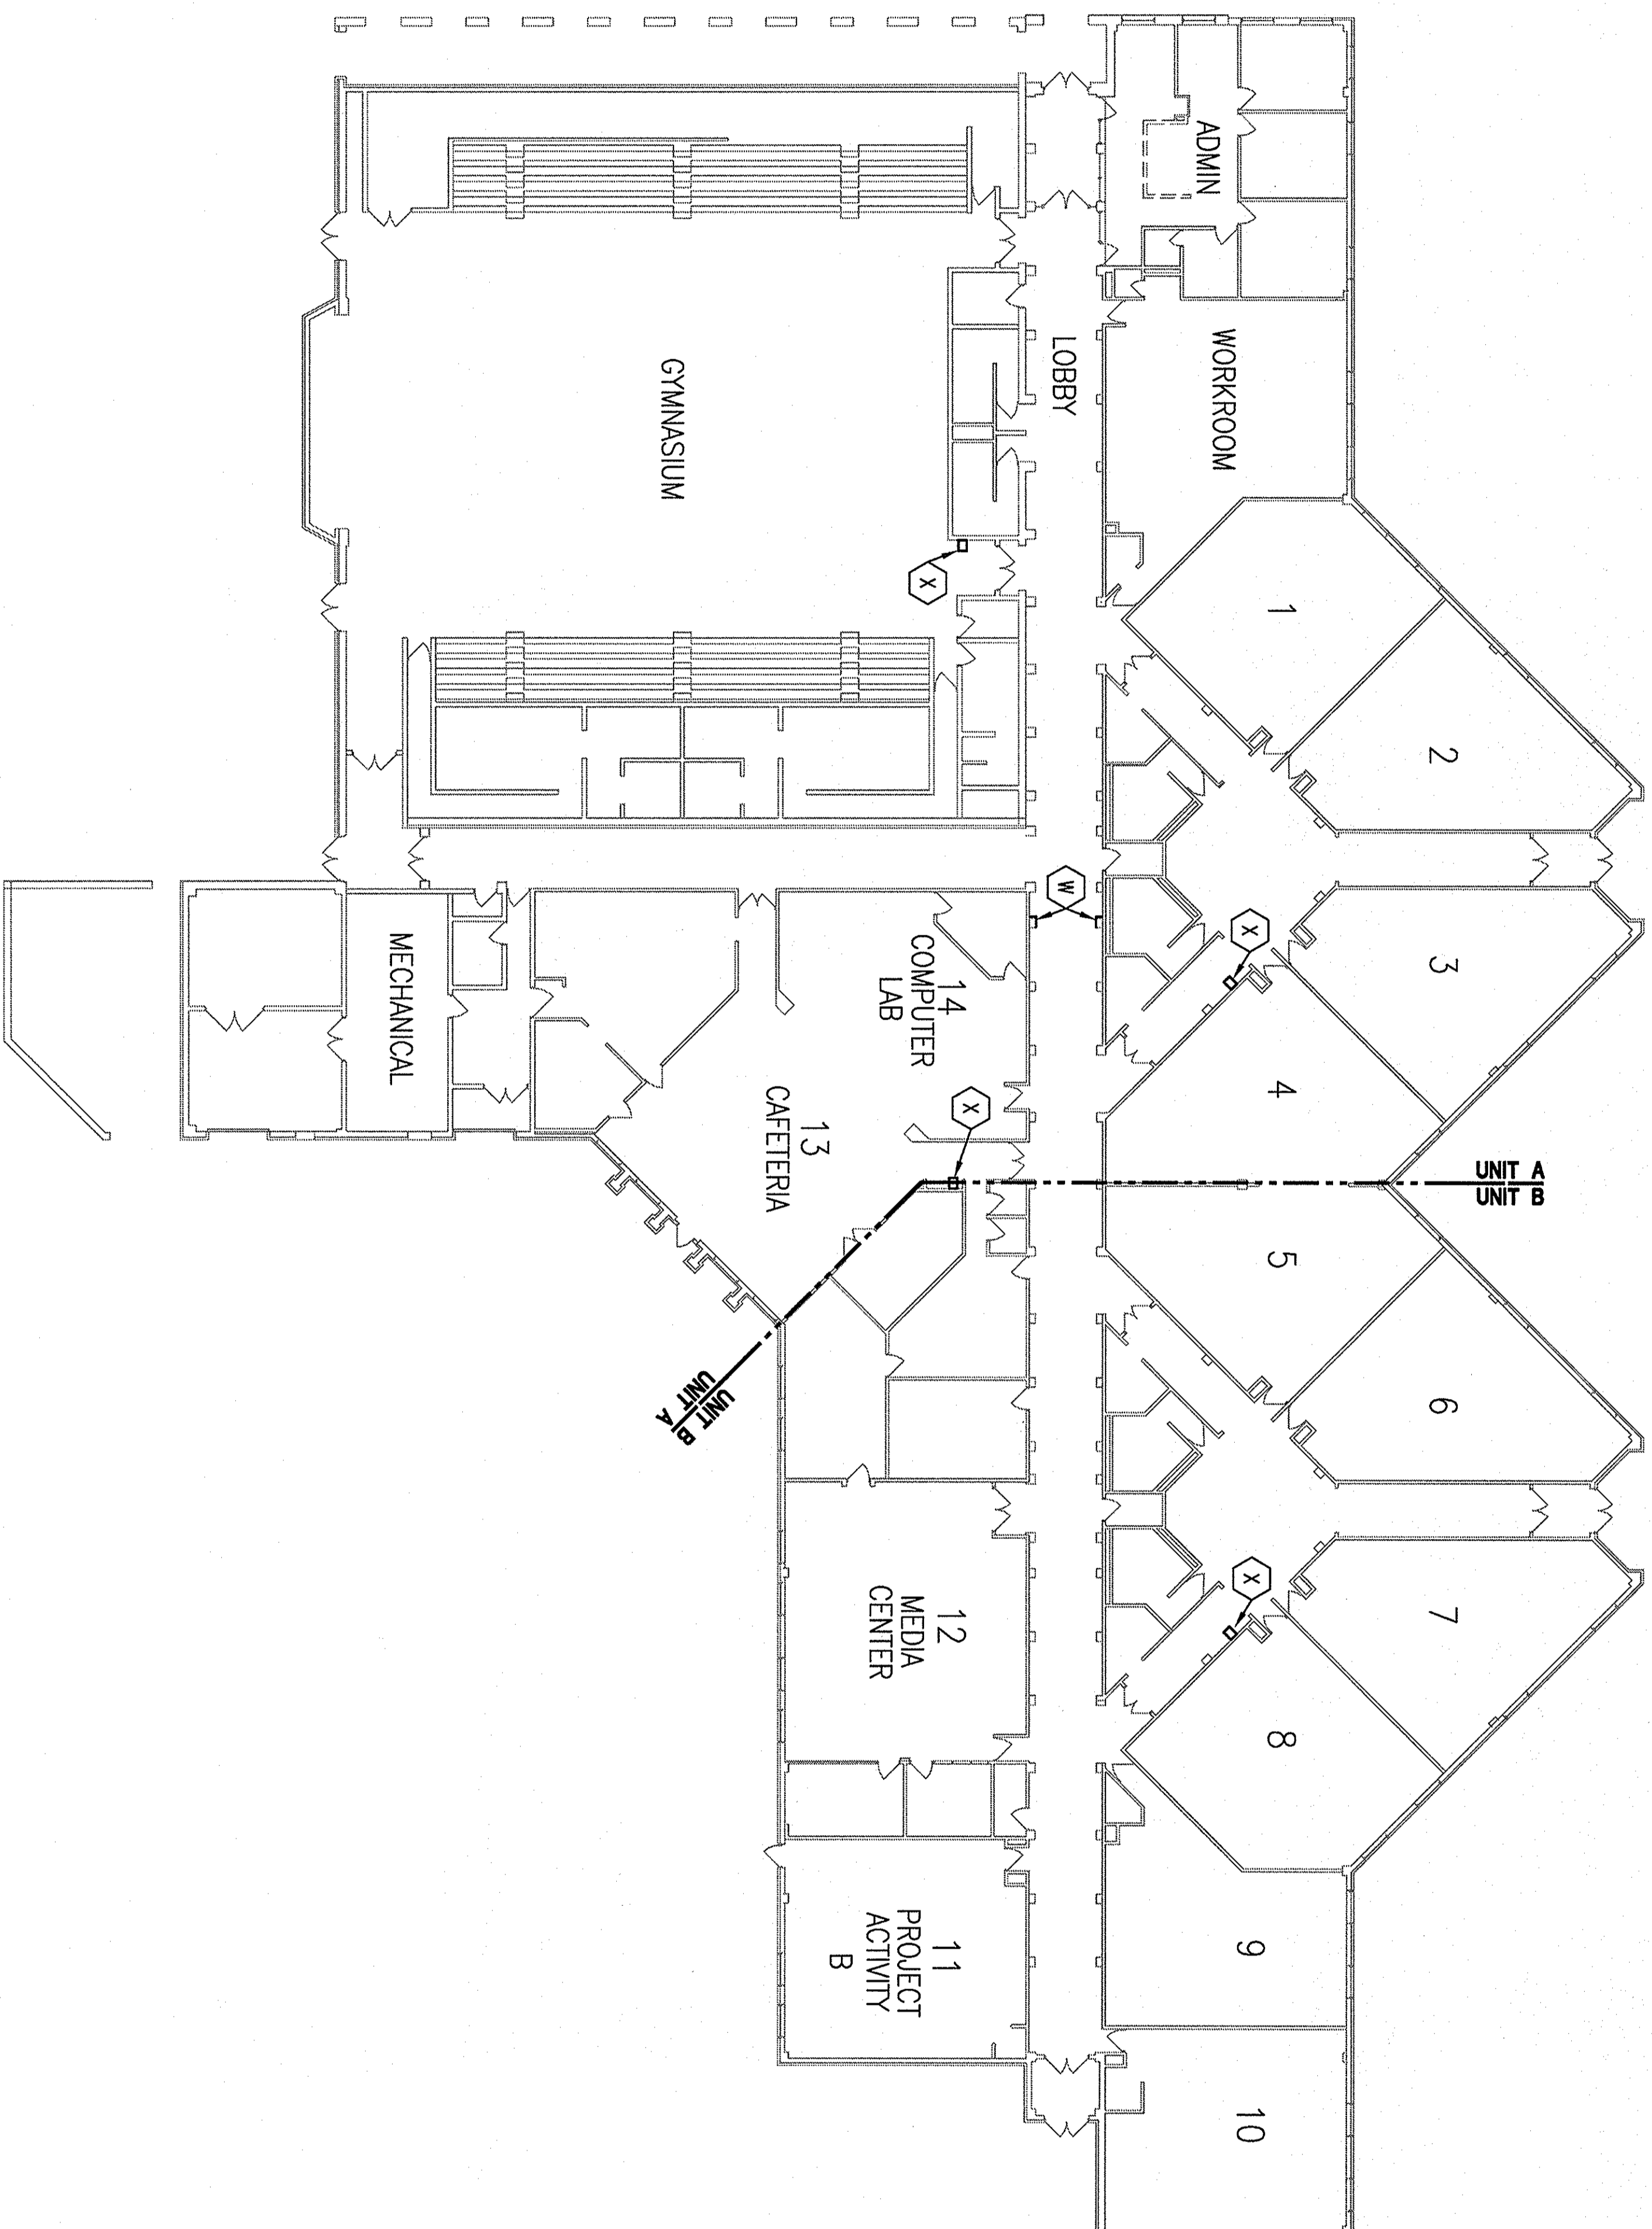 ADMIN
WORKROOM
LOBBY
GYMNASIUM
X
1
2
3
X
4
W
14
COMPUTER
LAB
X
13
CAFETERIA
MECHANICAL
UNIT A
UNIT B
UNIT B
UNIT A
5
6
7
X
8
12
MEDIA
CENTER
9
11
PROJECT
ACTIVITY
B
10